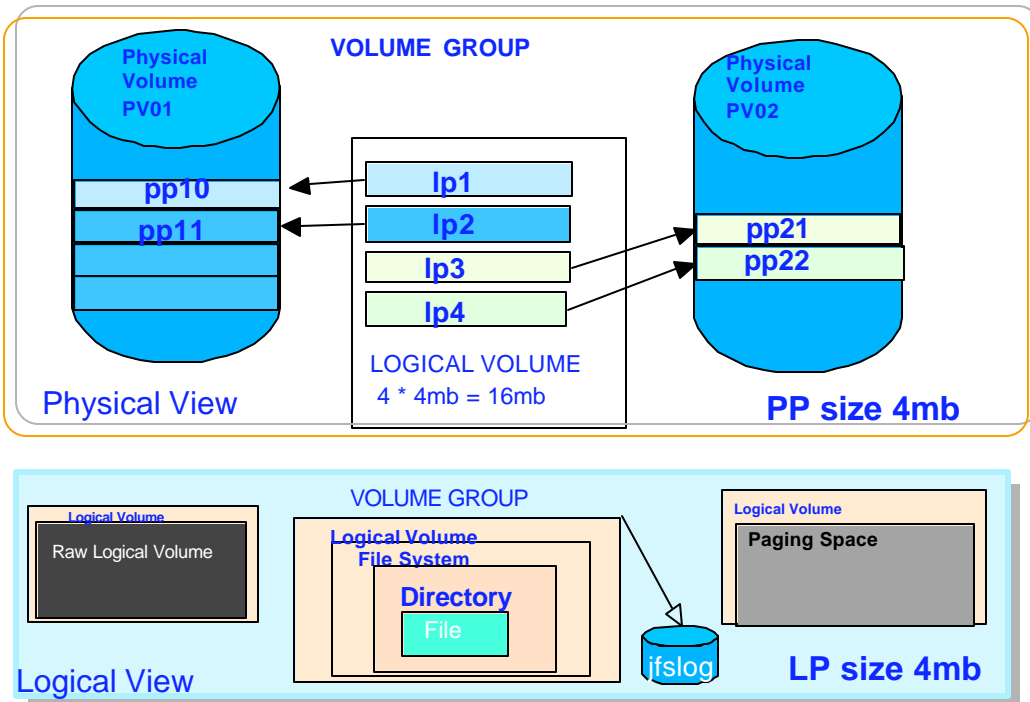 VOLUME GROUP
Physical
Volume
PV01
Physical
Volume
PV02
pp10
pp11
lp1
lp2
lp3
lp4
pp21
pp22
LOGICAL VOLUME
4 * 4mb = 16mb
Physical View
PP size 4mb
VOLUME GROUP
Logical Volume
Raw Logical Volume
Logical Volume
File System
Directory
File
jfslog
Logical Volume
Paging Space
Logical View
LP size 4mb